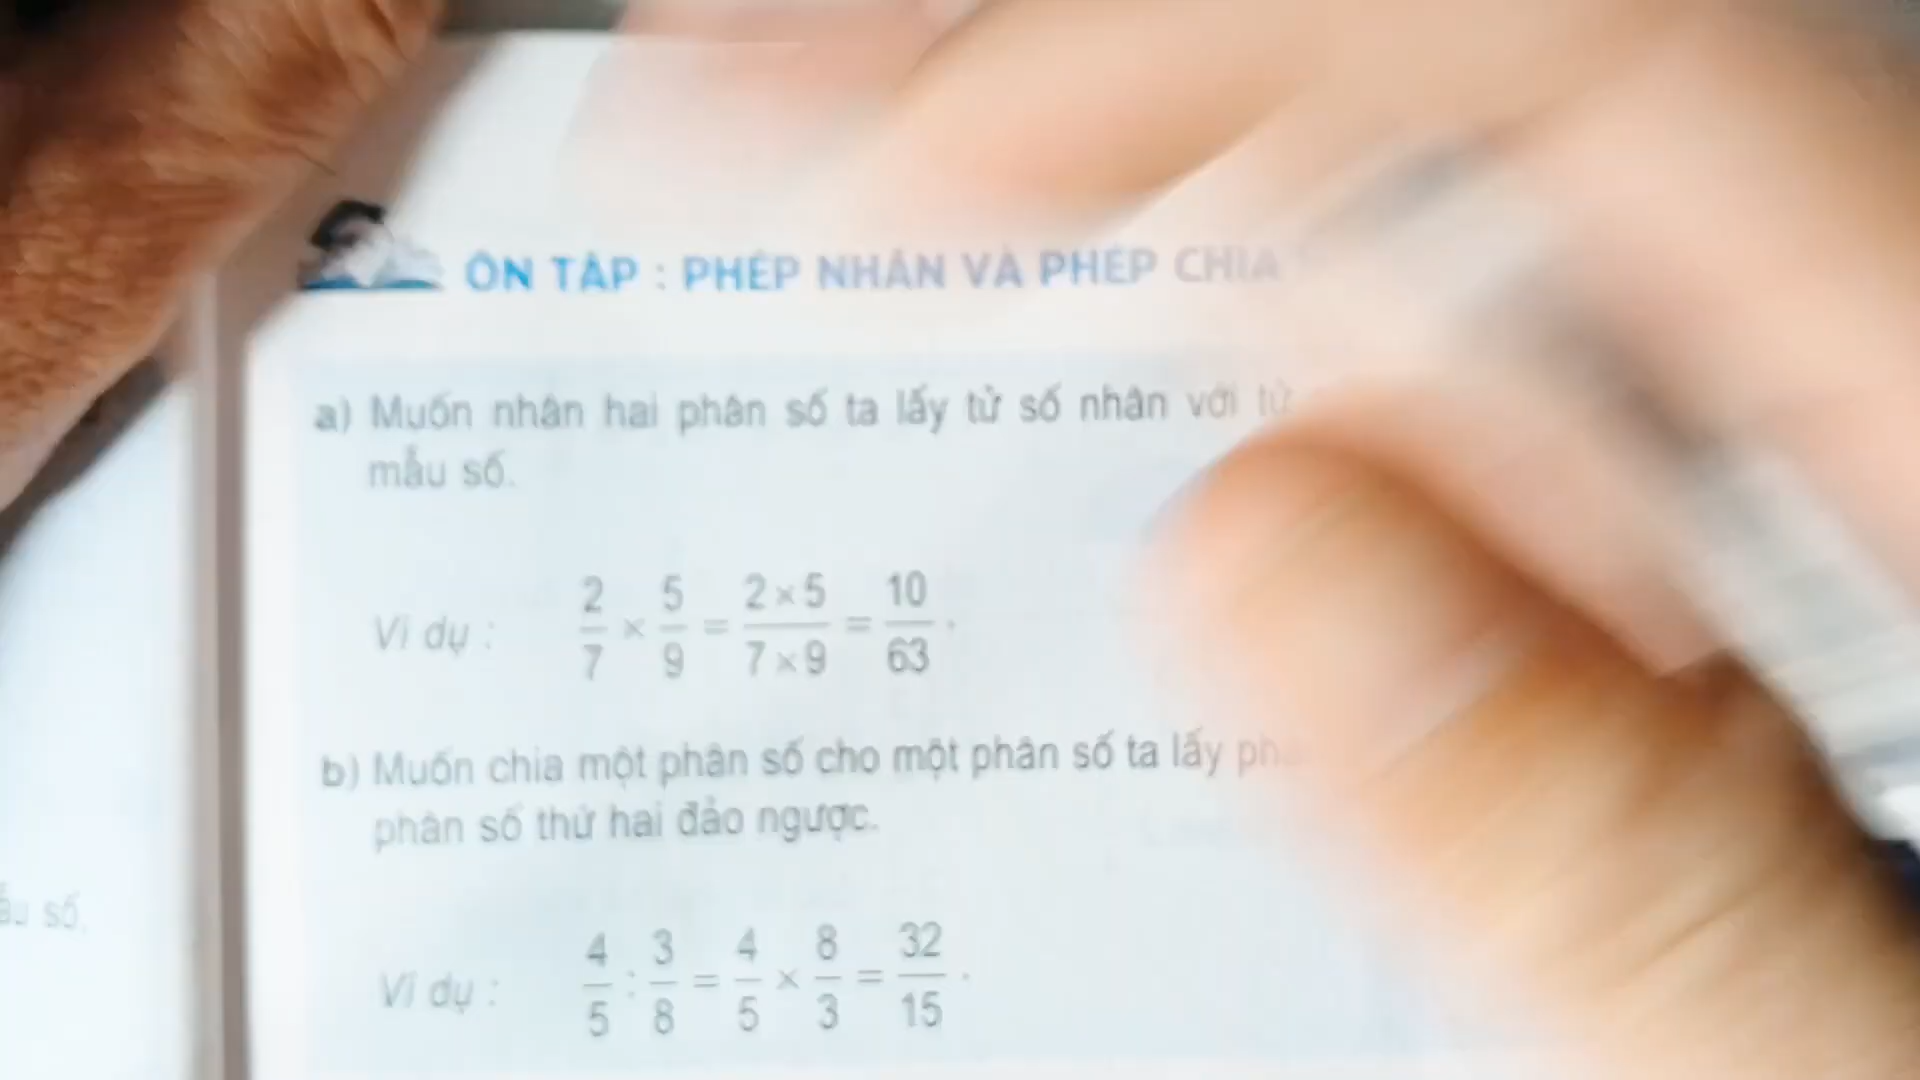 ÔN TẬP : PHÉP NHÂN VÀ PHÉP CHIA
a) Muốn nhân hai phân số ta lấy tử số nhân với tử
mẫu số.
Ví dụ : 2/7 × 5/9 = 2 × 5/7 × 9 = 10/63 .
b) Muốn chia một phân số cho một phân số ta lấy
phân số thứ hai đảo ngược.
ẫu số.
Ví dụ : 4/5 : 3/8 = 4/5 × 8/3 = 32/15 .